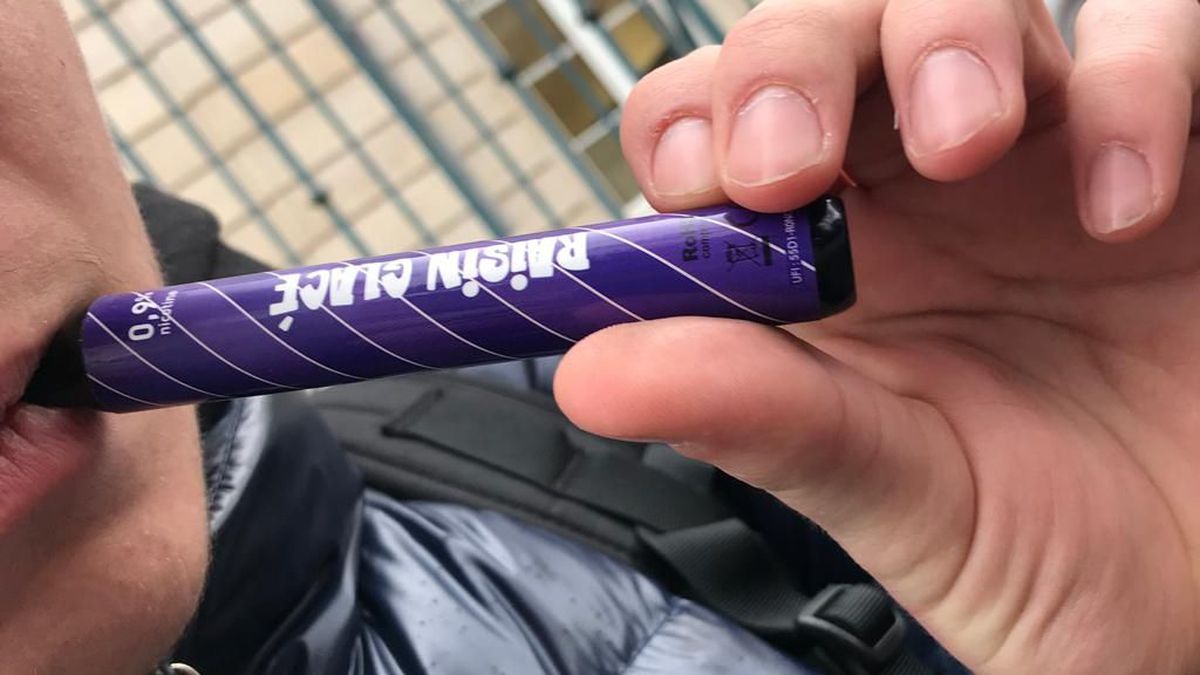 RAiSiN GLACÉ
0,9%
nicotine
UFI : 55D1-